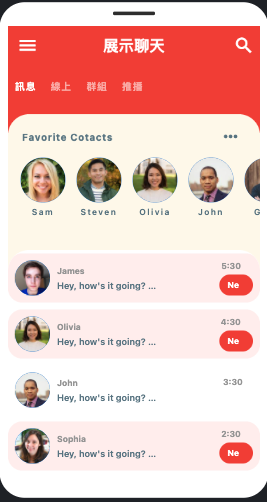 展示聊天
訊息 線上 群組 推播
Favorite Cotacts
Sam Steven Olivia John G
James 5:30
Hey, how's it going? ... Ne
Olivia 4:30
Hey, how's it going? ... Ne
John 3:30
Hey, how's it going? ...
Sophia 2:30
Hey, how's it going? ... Ne